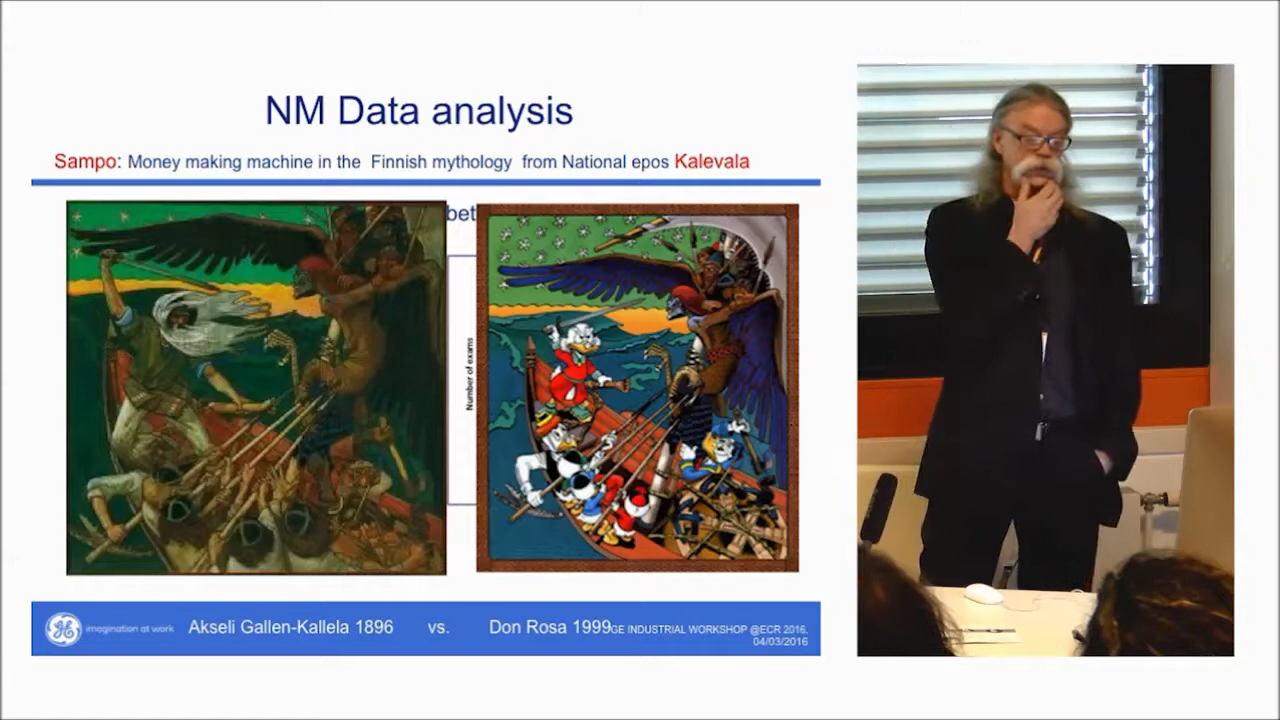 NM Data analysis
Sampo: Money making machine in the Finnish mythology from National epos Kalevala
bet
Number of exams
imagination at work
Akseli Gallen-Kallela 1896 vs. Don Rosa 1999
GE INDUSTRIAL WORKSHOP @ECR 2016,
04/03/2016